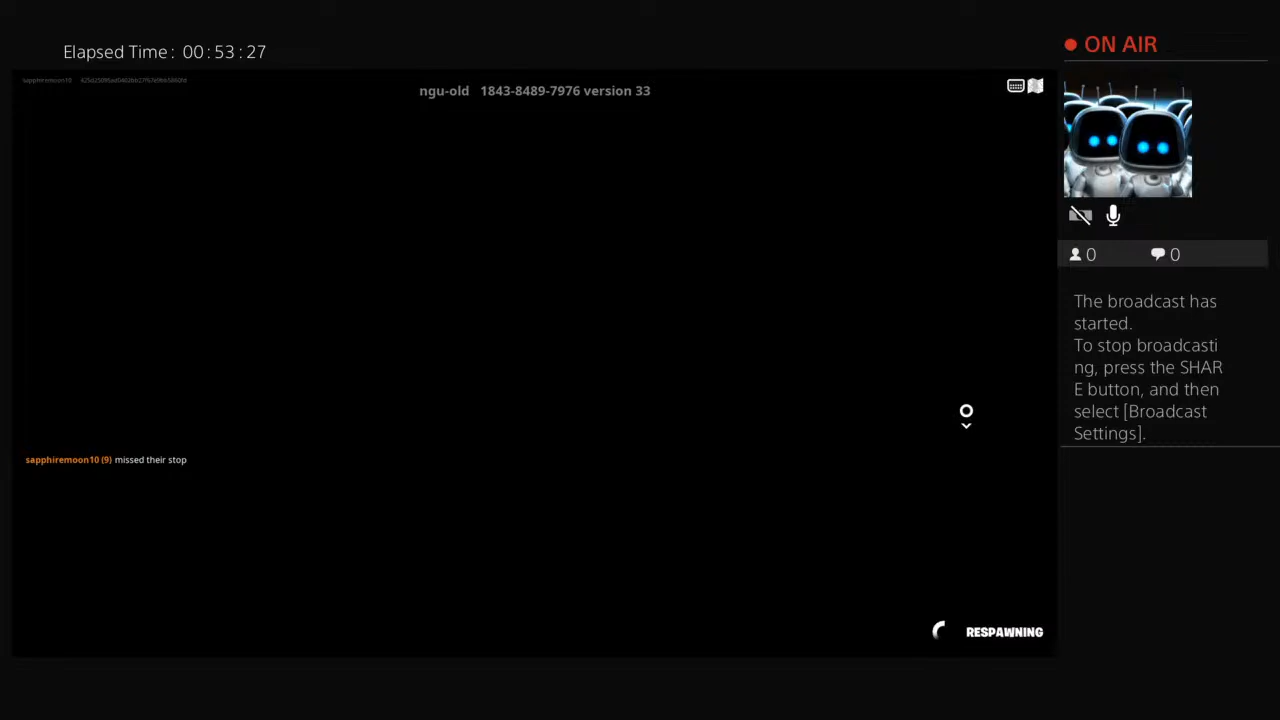 Elapsed Time: 00:53:27
ON AIR
sapphiremoon10
ngu-old 1843-8489-7976 version 33
0 0
The broadcast has
started.
To stop broadcasti
ng, press the SHAR
E button, and then
select [Broadcast
Settings].
sapphiremoon10 (9) missed their stop
RESPAWNING